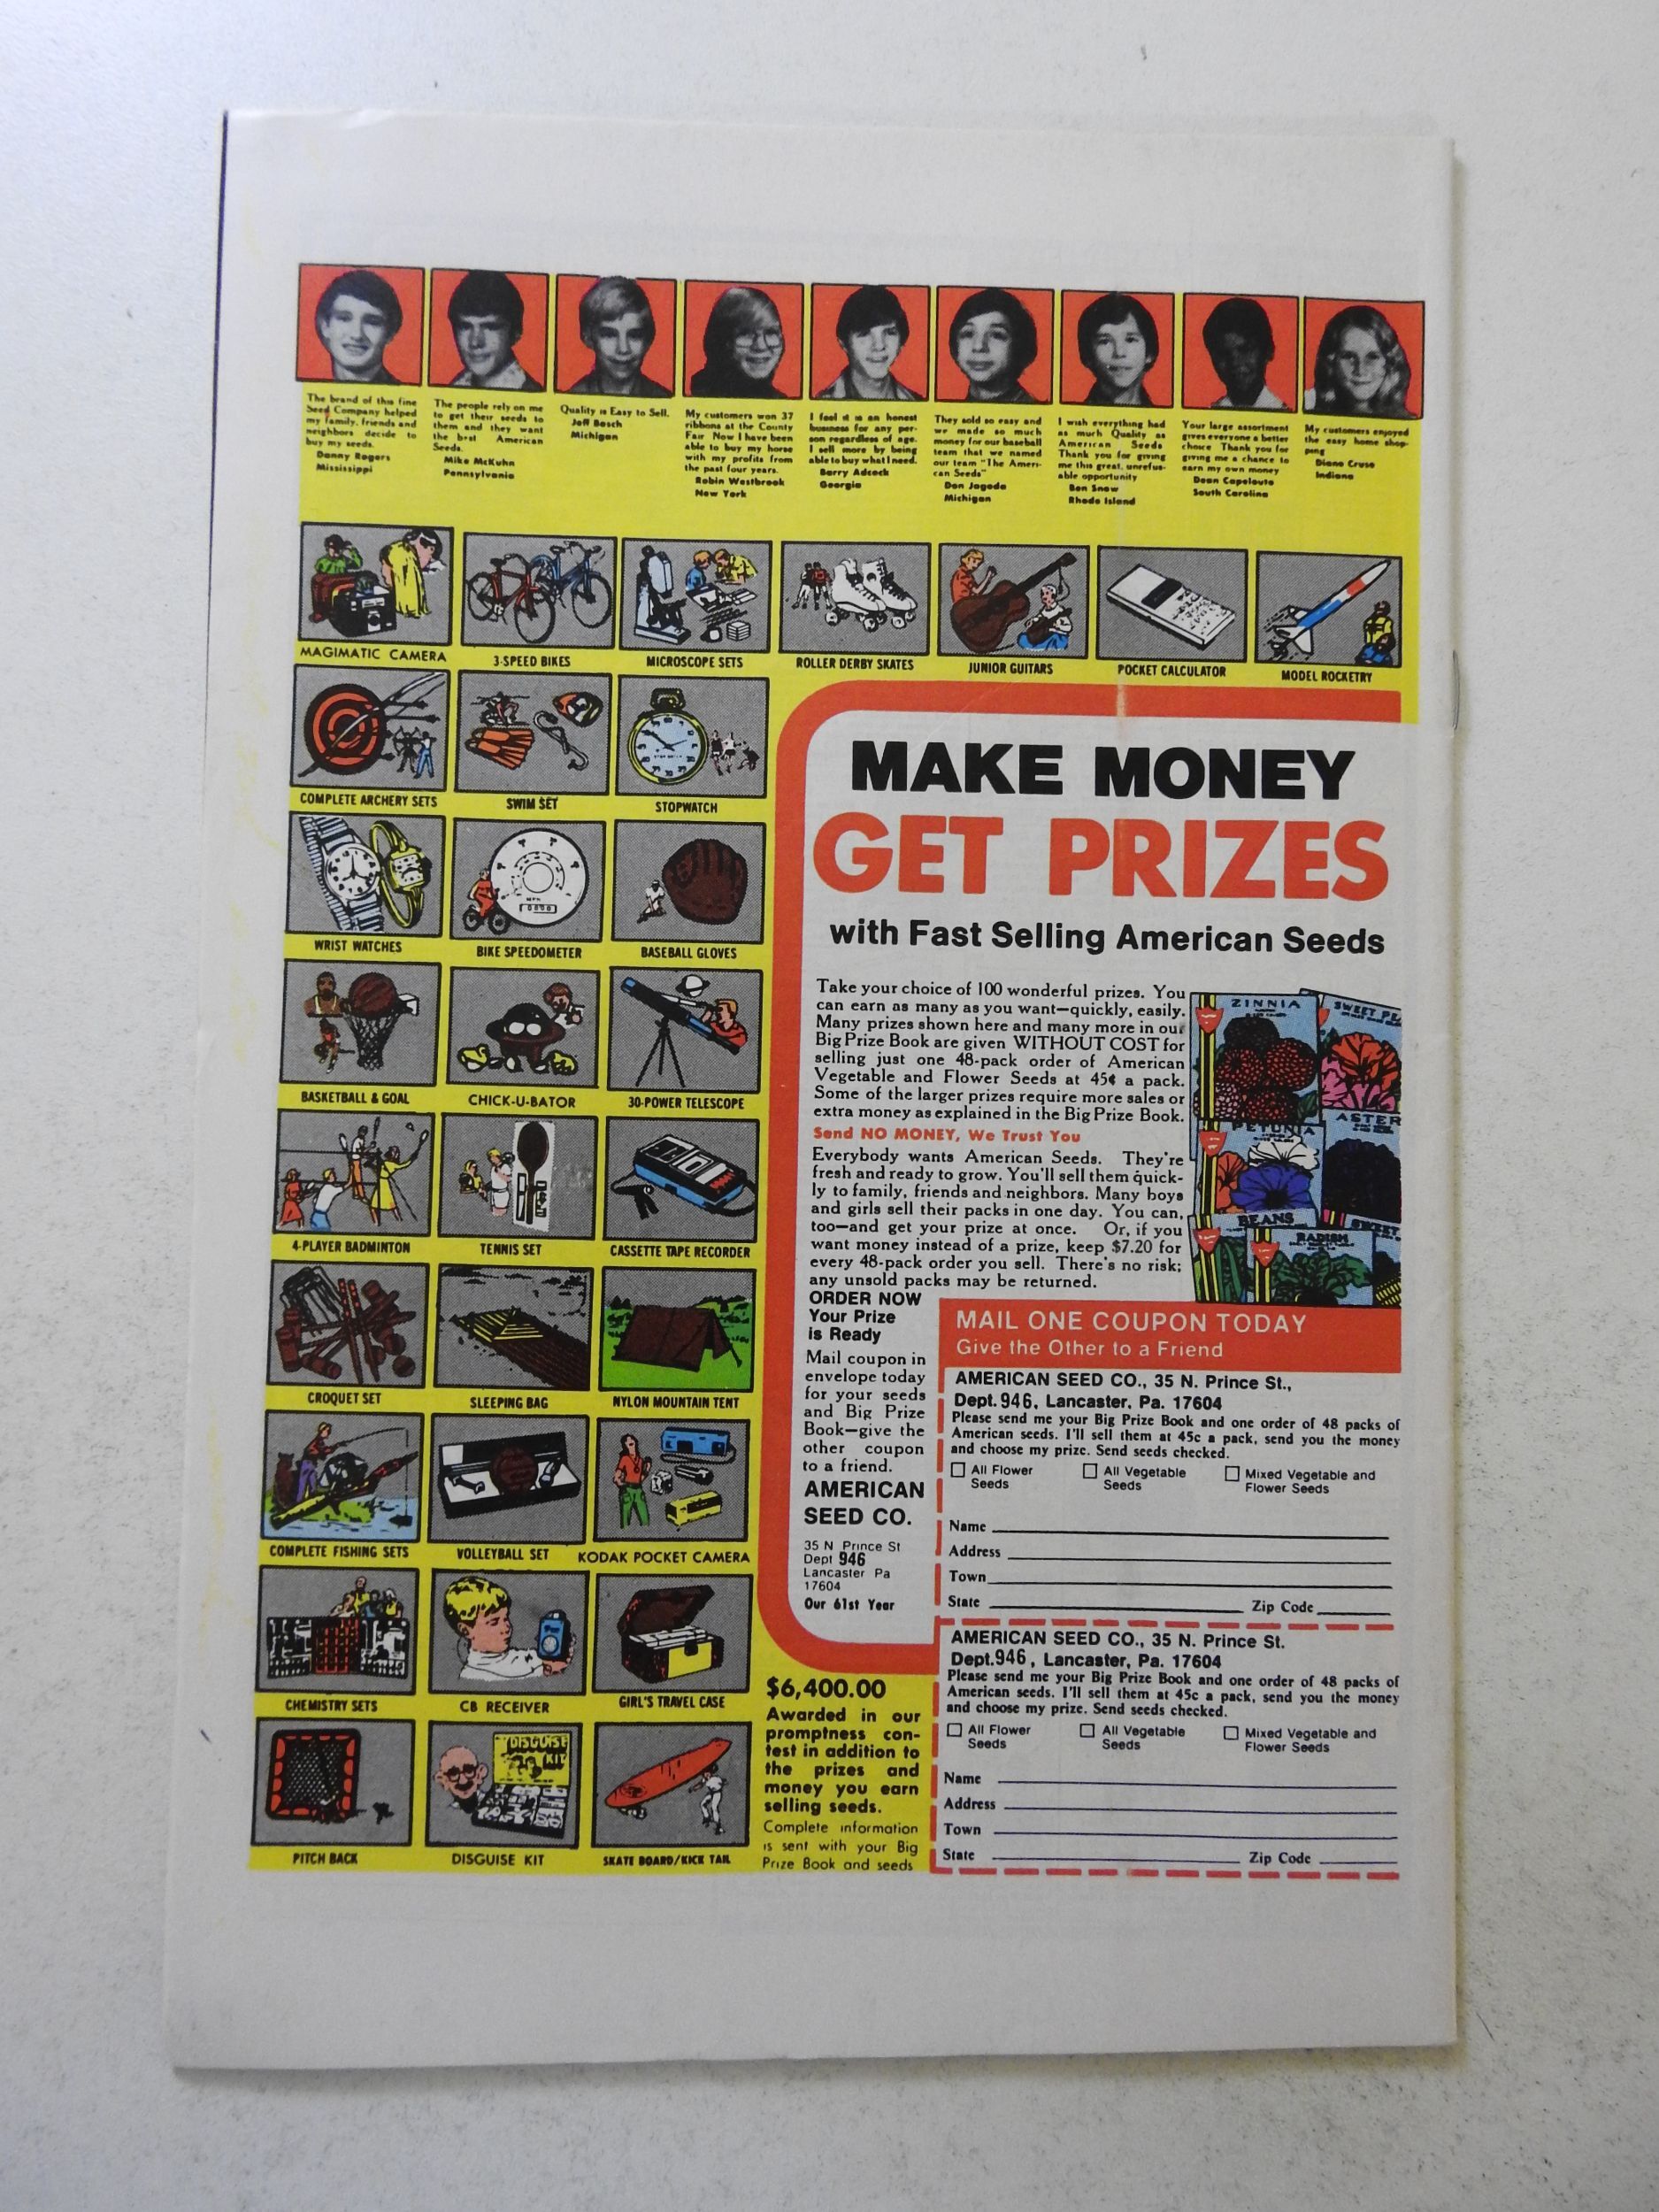 The brand of this fine
Seed Company helped
my family, friends and
neighbors decide to
buy my seeds.
Danny Rogers
Mississippi
The people rely on me
to get their seeds to
them and they want
the best American
Seeds.
Mike McKuhn
Pennsylvania
Quality is Easy to Sell.
Jeff Bosch
Michigan
My customers won 37
ribbons at the County
Fair Now I have been
able to buy my horse
with my profits from
the past four years.
Robin Westbrook
New York
I feel it is an honest
business for any per-
son regardless of age.
I sell more by being
able to buy what I need.
Barry Adcock
Georgia
They sold so easy and
we made so much
money for our baseball
team that we named
our team "The Ameri-
can Seeds"
Don Jagoda
Michigan
I wish everything had
as much Quality as
American Seeds
Thank you for giving
me this great, unrefus-
able opportunity
Ben Snow
Rhode Island
Your large assortment
gives everyone a better
choice Thank you for
giving me a chance to
earn my own money
Dean Capelouto
South Carolina
My customers enjoyed
the easy home shop-
ping
Diane Cruse
Indiana
MAGIMATIC CAMERA
3-SPEED BIKES
MICROSCOPE SETS
ROLLER DERBY SKATES
JUNIOR GUITARS
POCKET CALCULATOR
MODEL ROCKETRY
COMPLETE ARCHERY SETS
SWIM SET
STOPWATCH
WRIST WATCHES
MPH
BIKE SPEEDOMETER
BASEBALL GLOVES
BASKETBALL & GOAL
CHICK-U-BATOR
30-POWER TELESCOPE
4-PLAYER BADMINTON
TENNIS SET
CASSETTE TAPE RECORDER
CROQUET SET
SLEEPING BAG
NYLON MOUNTAIN TENT
COMPLETE FISHING SETS
VOLLEYBALL SET
KODAK POCKET CAMERA
CHEMISTRY SETS
CB RECEIVER
GIRL'S TRAVEL CASE
PITCH BACK
DISGUISE
KIT
DISGUISE KIT
SKATE BOARD/KICK TAIL
MAKE MONEY
GET PRIZES
with Fast Selling American Seeds
Take your choice of 100 wonderful prizes. You
can earn as many as you want—quickly, easily.
Many prizes shown here and many more in our
Big Prize Book are given WITHOUT COST for
selling just one 48-pack order of American
Vegetable and Flower Seeds at 45¢ a pack.
Some of the larger prizes require more sales or
extra money as explained in the Big Prize Book.
Send NO MONEY, We Trust You
Everybody wants American Seeds. They're
fresh and ready to grow. You'll sell them quick-
ly to family, friends and neighbors. Many boys
and girls sell their packs in one day. You can,
too—and get your prize at once. Or, if you
want money instead of a prize, keep $7.20 for
every 48-pack order you sell. There's no risk;
any unsold packs may be returned.
ZINNIA
SWEET PE
ASTER
PETUNIA
BEANS
RADISH
SWEET
ORDER NOW
Your Prize
is Ready
Mail coupon in
envelope today
for your seeds
and Big Prize
Book—give the
other coupon
to a friend.
AMERICAN
SEED CO.
35 N Prince St
Dept 946
Lancaster Pa
17604
Our 61st Year
$6,400.00
Awarded in our
promptness con-
test in addition to
the prizes and
money you earn
selling seeds.
Complete information
is sent with your Big
Prize Book and seeds
MAIL ONE COUPON TODAY
Give the Other to a Friend
AMERICAN SEED CO., 35 N. Prince St.,
Dept. 946, Lancaster, Pa. 17604
Please send me your Big Prize Book and one order of 48 packs of
American seeds. I'll sell them at 45c a pack, send you the money
and choose my prize. Send seeds checked.
All Flower Seeds
All Vegetable Seeds
Mixed Vegetable and Flower Seeds
Name
Address
Town
State Zip Code
AMERICAN SEED CO., 35 N. Prince St.
Dept. 946, Lancaster, Pa. 17604
Please send me your Big Prize Book and one order of 48 packs of
American seeds. I'll sell them at 45c a pack, send you the money
and choose my prize. Send seeds checked.
All Flower Seeds
All Vegetable Seeds
Mixed Vegetable and Flower Seeds
Name
Address
Town
State Zip Code